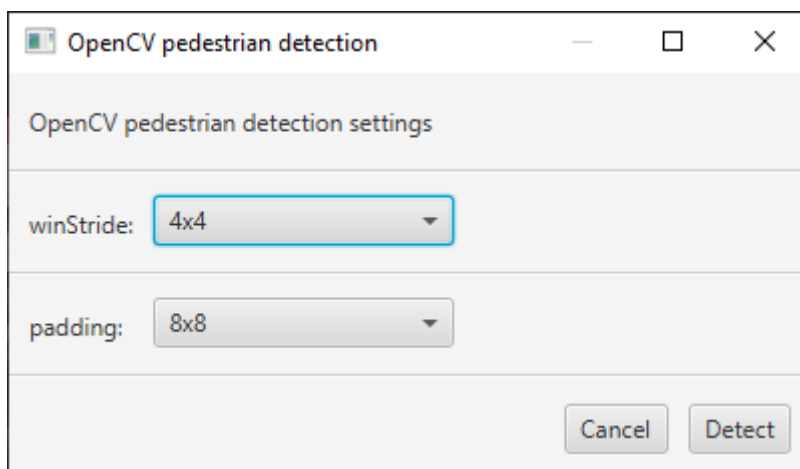 OpenCV pedestrian detection
OpenCV pedestrian detection settings
winStride: 4x4
padding: 8x8
Cancel Detect